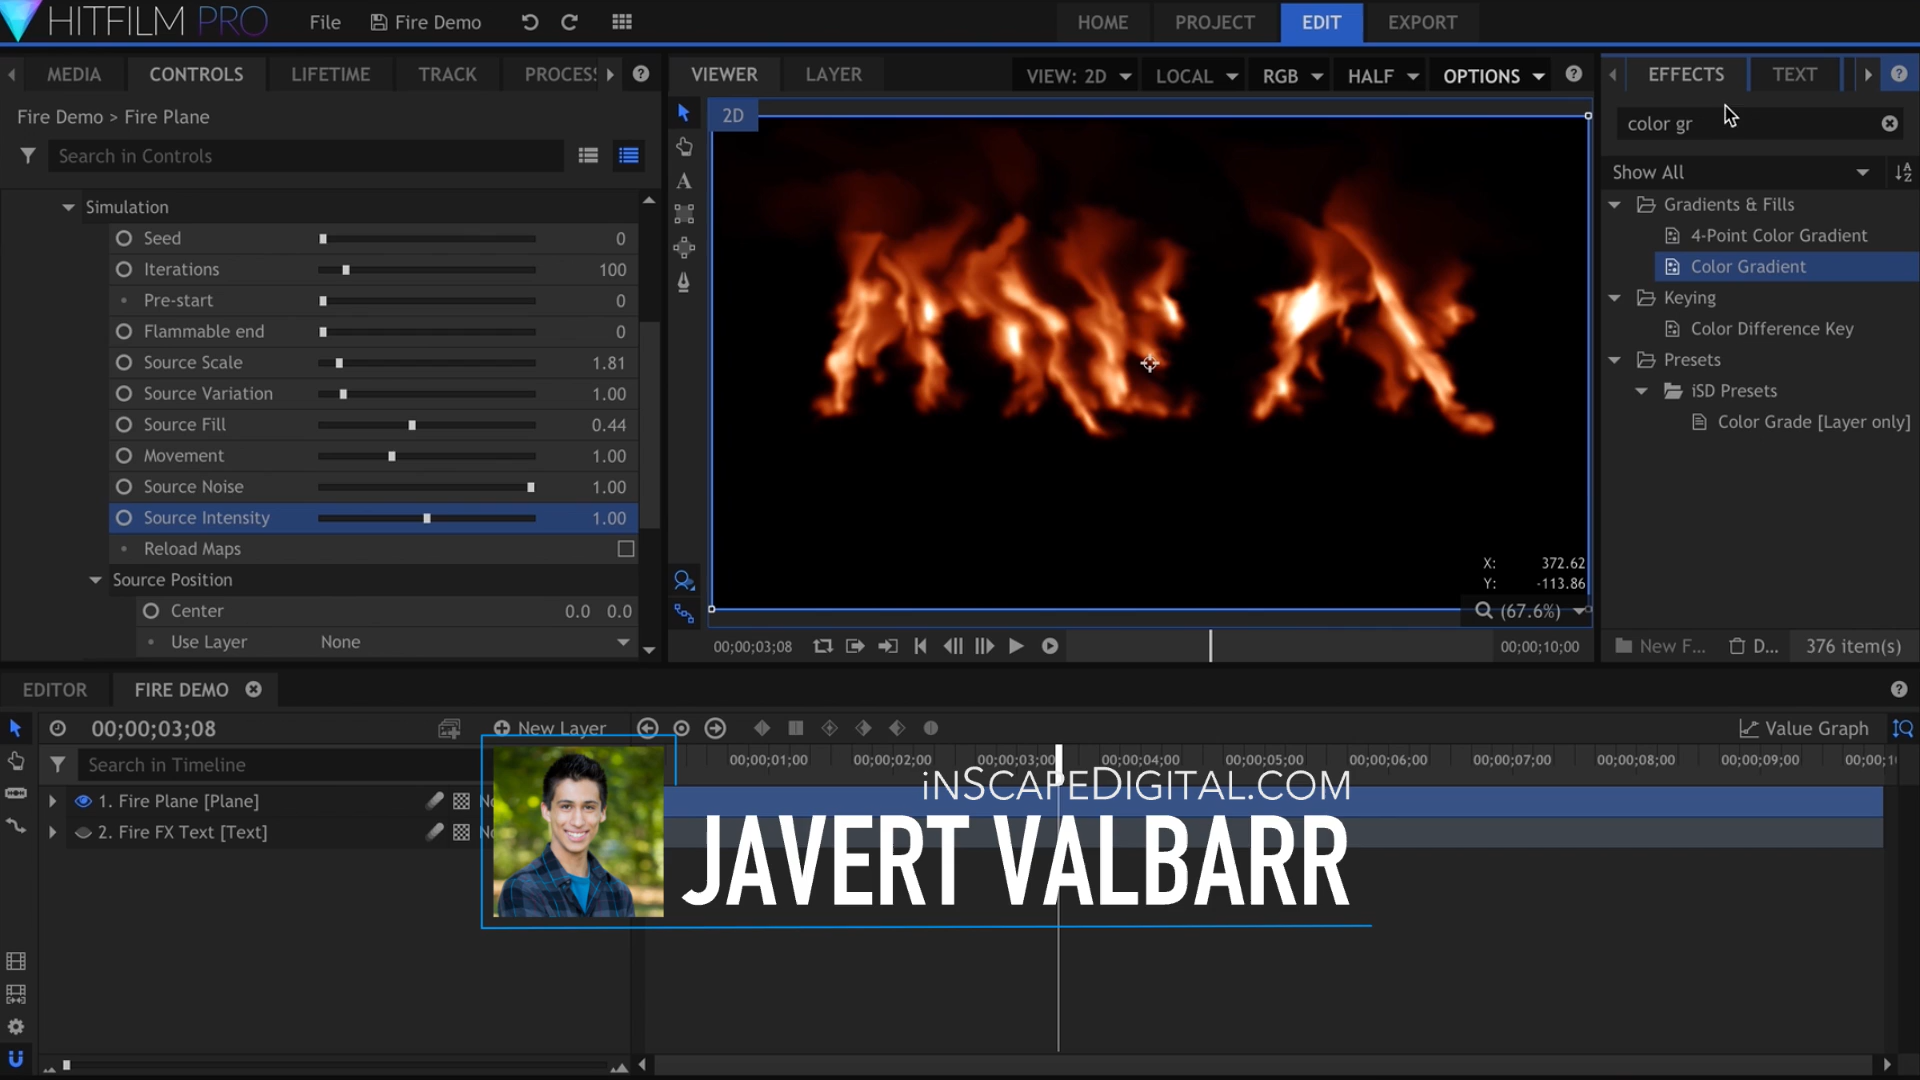 HITFILM PRO
File
Fire Demo
HOME
PROJECT
EDIT
EXPORT
MEDIA
CONTROLS
LIFETIME
TRACK
PROCES
VIEWER
LAYER
VIEW: 2D
LOCAL
RGB
HALF
OPTIONS
EFFECTS
TEXT
Fire Demo > Fire Plane
Search in Controls
Simulation
Seed 0
Iterations 100
Pre-start 0
Flammable end 0
Source Scale 1.81
Source Variation 1.00
Source Fill 0.44
Movement 1.00
Source Noise 1.00
Source Intensity 1.00
Reload Maps
Source Position
Center 0.0 0.0
Use Layer None
2D
X: 372.62
Y: -113.86
(67.6%)
00;00;03;08
00;00;10;00
color gr
Show All
Gradients & Fills
4-Point Color Gradient
Color Gradient
Keying
Color Difference Key
Presets
iSD Presets
Color Grade [Layer only]
New F...
D...
376 item(s)
EDITOR
FIRE DEMO
00;00;03;08
New Layer
Value Graph
Search in Timeline
00;00;01;00
00;00;02;00
00;00;03;00
00;00;04;00
00;00;05;00
00;00;06;00
00;00;07;00
00;00;08;00
00;00;09;00
00;00;1
1. Fire Plane [Plane]
2. Fire FX Text [Text]
iNSCAPEDIGITAL.COM
JAVERT VALBARR